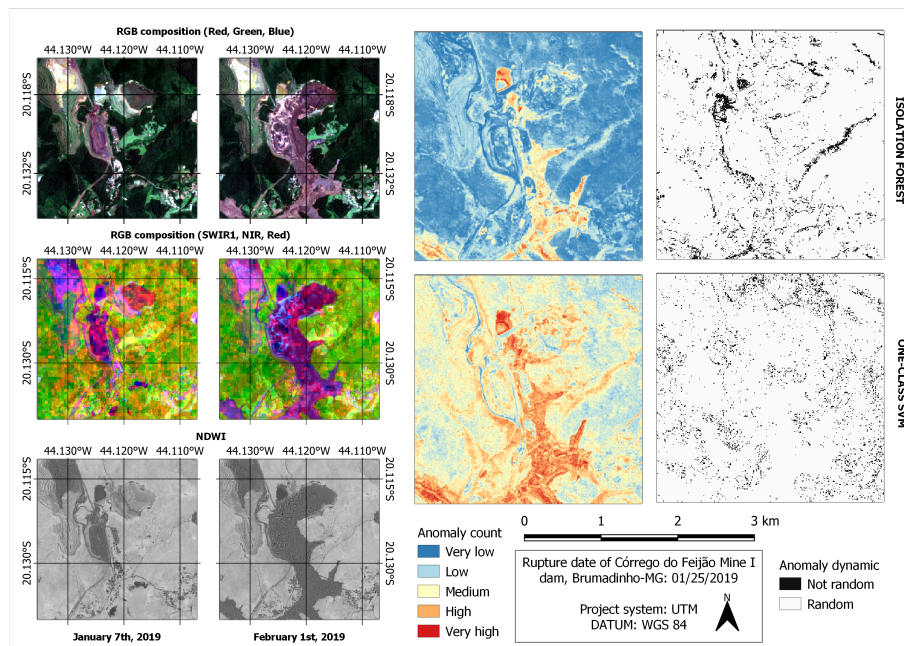 RGB composition (Red, Green, Blue)
44.130°W 44.120°W 44.110°W 44.130°W 44.120°W 44.110°W
20.118°S 20.118°S
20.132°S 20.132°S
RGB composition (SWIR1, NIR, Red)
44.130°W 44.120°W 44.110°W 44.130°W 44.120°W 44.110°W
20.115°S 20.115°S
20.130°S 20.130°S
NDWI
44.130°W 44.120°W 44.110°W 44.130°W 44.120°W 44.110°W
20.115°S 20.115°S
20.130°S 20.130°S
January 7th, 2019 February 1st, 2019
ISOLATION FOREST
ONE-CLASS SVM
Anomaly count
Very low
Low
Medium
High
Very high
0 1 2 3 km
Rupture date of Córrego do Feijão Mine I
dam, Brumadinho-MG: 01/25/2019
Project system: UTM
DATUM: WGS 84
N
Anomaly dynamic
Not random
Random